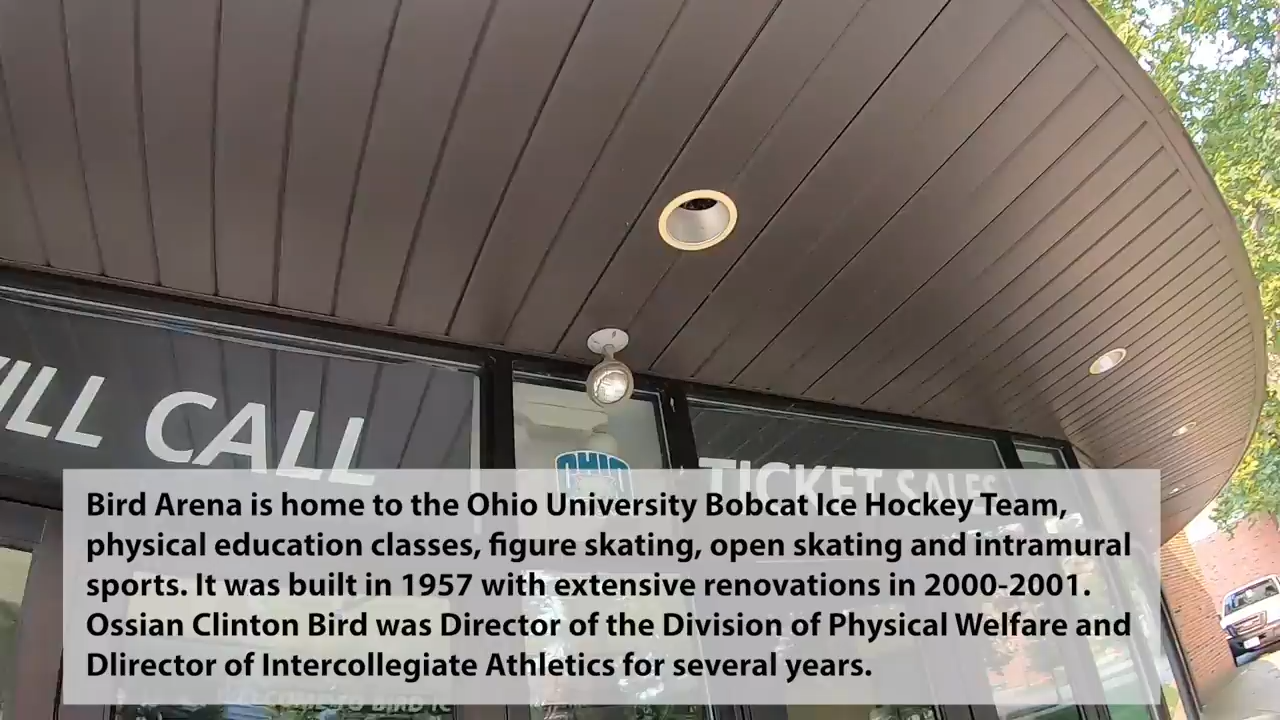 ILL CALL
OHIO
TICKET SALES
Bird Arena is home to the Ohio University Bobcat Ice Hockey Team,
physical education classes, figure skating, open skating and intramural
sports. It was built in 1957 with extensive renovations in 2000-2001.
Ossian Clinton Bird was Director of the Division of Physical Welfare and
Dlirector of Intercollegiate Athletics for several years.